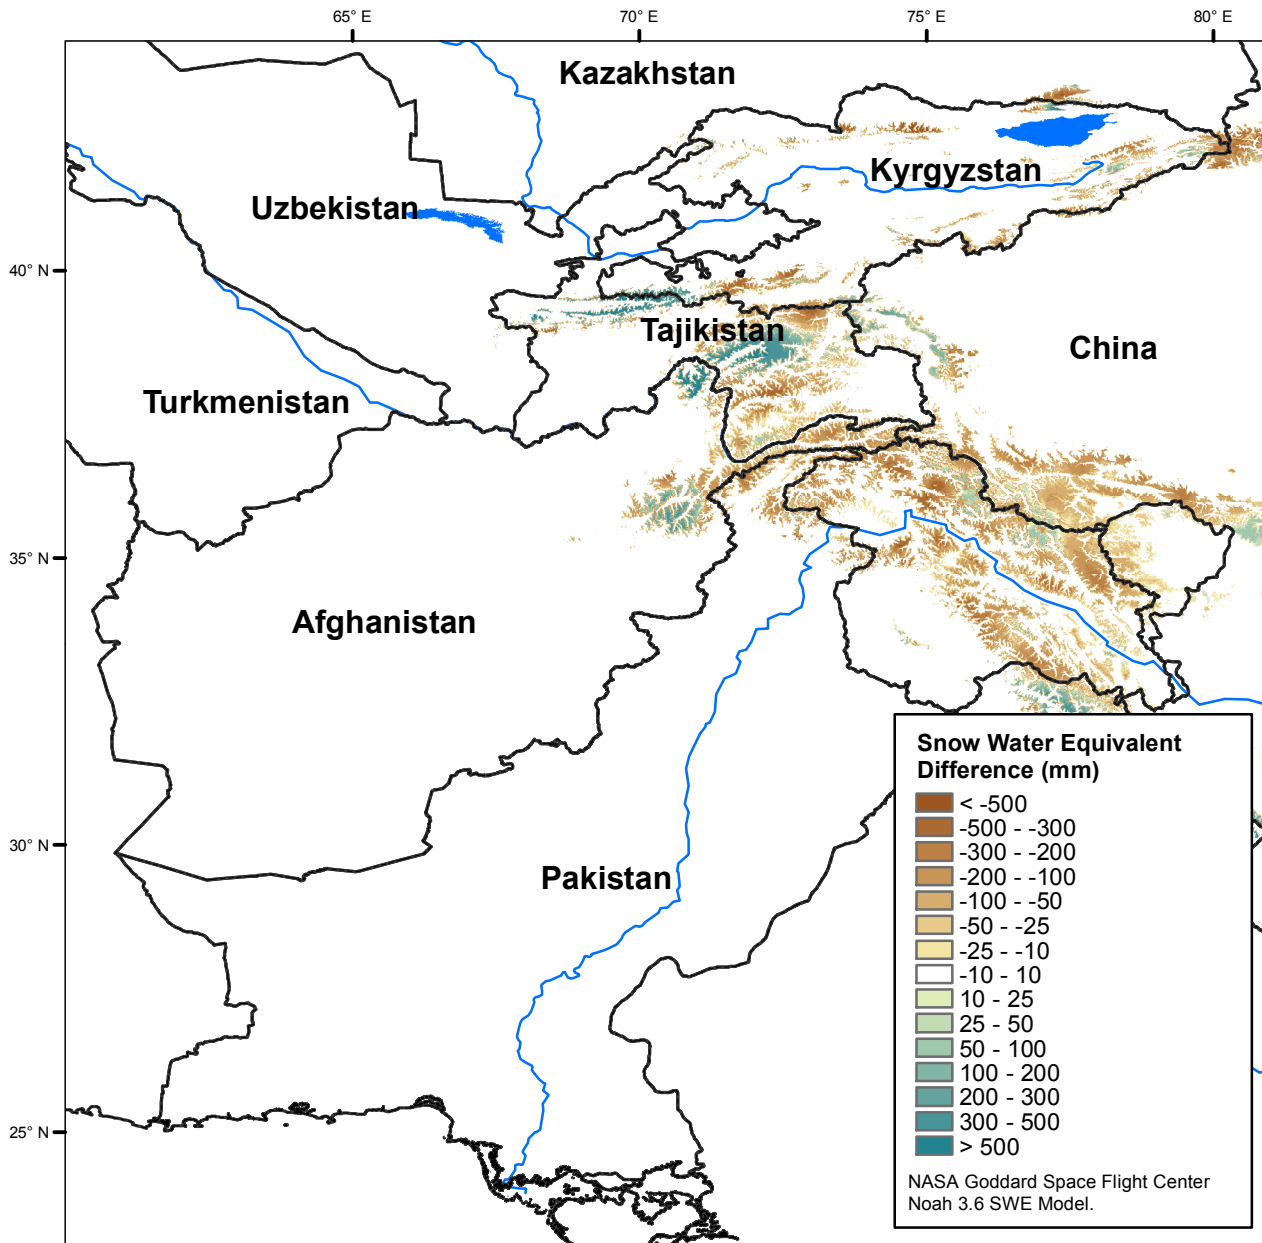 65° E
70° E
75° E
80° E
Kazakhstan
Kyrgyzstan
Uzbekistan
40° N
Tajikistan
China
Turkmenistan
35° N
Afghanistan
Snow Water Equivalent
Difference (mm)
< -500
-500 - -300
-300 - -200
-200 - -100
-100 - -50
-50 - -25
-25 - -10
-10 - 10
10 - 25
25 - 50
50 - 100
100 - 200
200 - 300
300 - 500
> 500
NASA Goddard Space Flight Center
Noah 3.6 SWE Model.
30° N
Pakistan
25° N